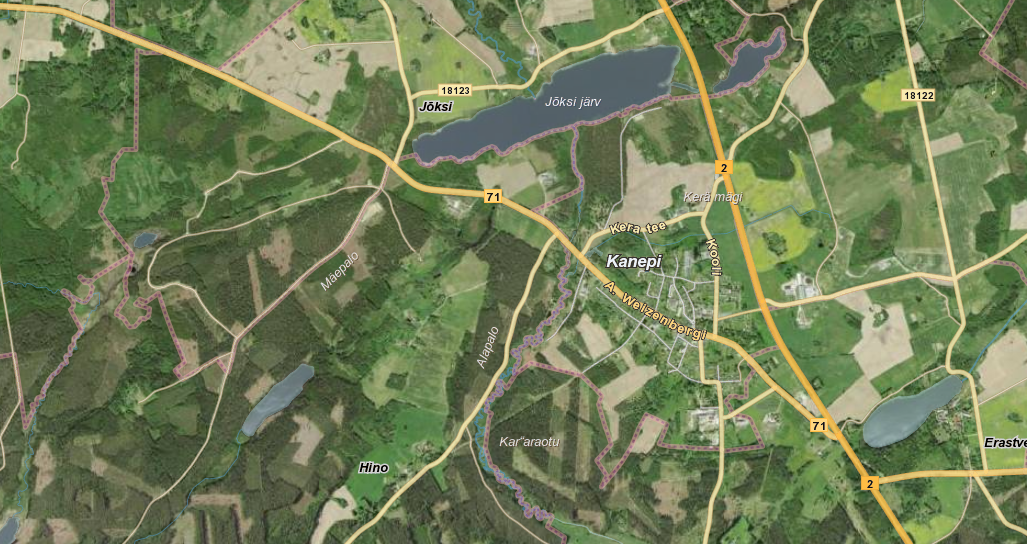 18123
Jõksi
Jõksi järv
18122
2
71
Kerä mägi
Kera tee
Kooli
Kanepi
Mäepalo
A. Weizenbergi
Alapalo
71
Kar´araotu
Hino
Erastve
2